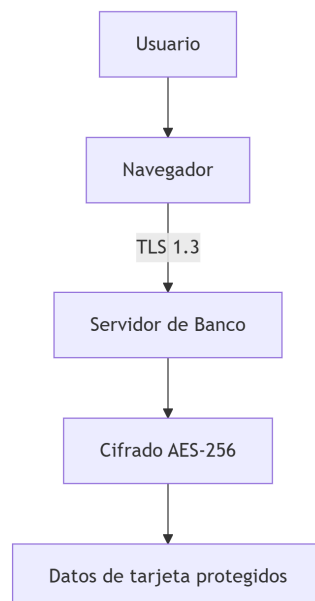 Usuario
Navegador
TLS 1.3
Servidor de Banco
Cifrado AES-256
Datos de tarjeta protegidos